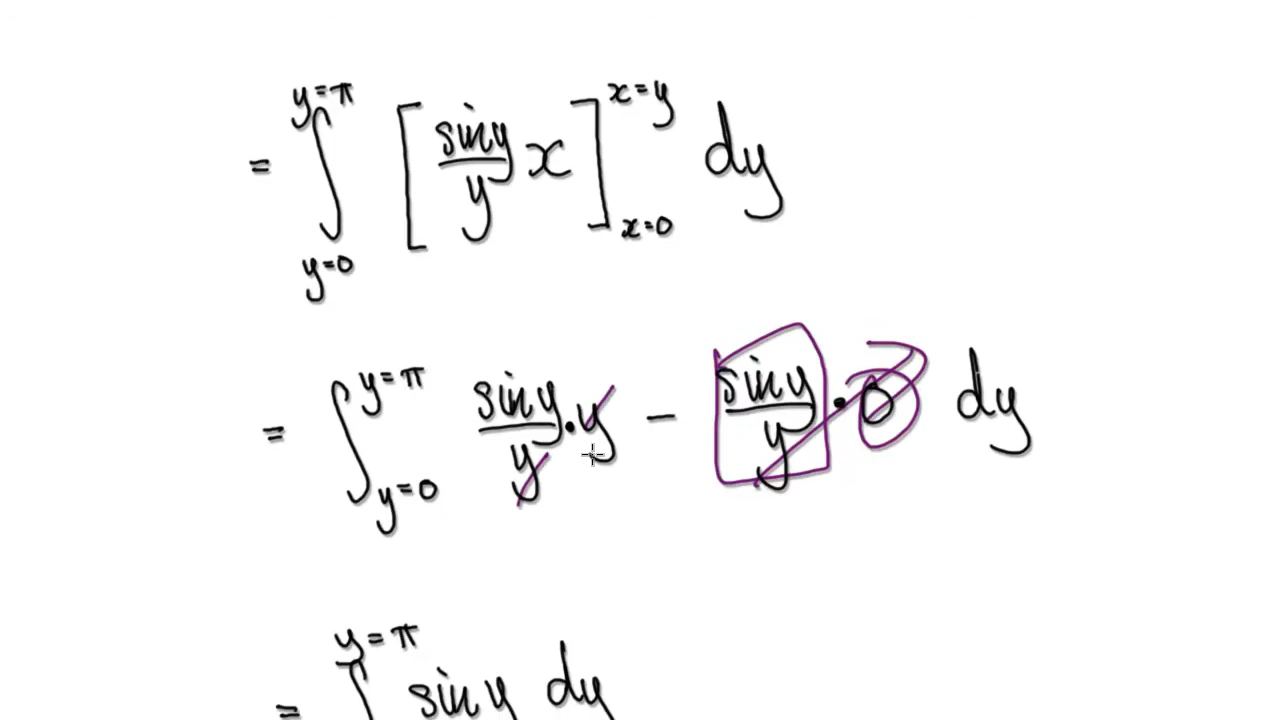 = ∫_{y=0}^{y=π} [ sin y / y x ]_{x=0}^{x=y} dy
= ∫_{y=0}^{y=π} sin y / y · y − sin y / y · 0 dy
= ∫^{y=π} sin y dy